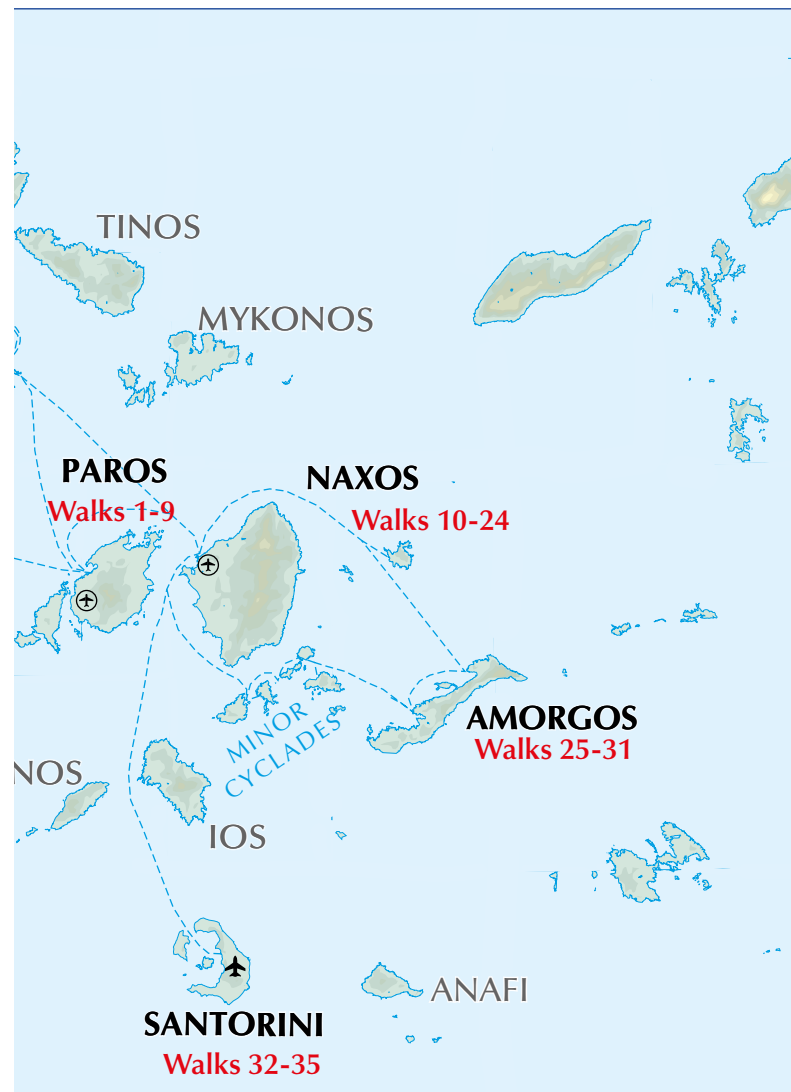 TINOS
MYKONOS
PAROS
Walks 1-9
NAXOS
Walks 10-24
AMORGOS
Walks 25-31
MINOR
CYCLADES
NOS
IOS
ANAFI
SANTORINI
Walks 32-35